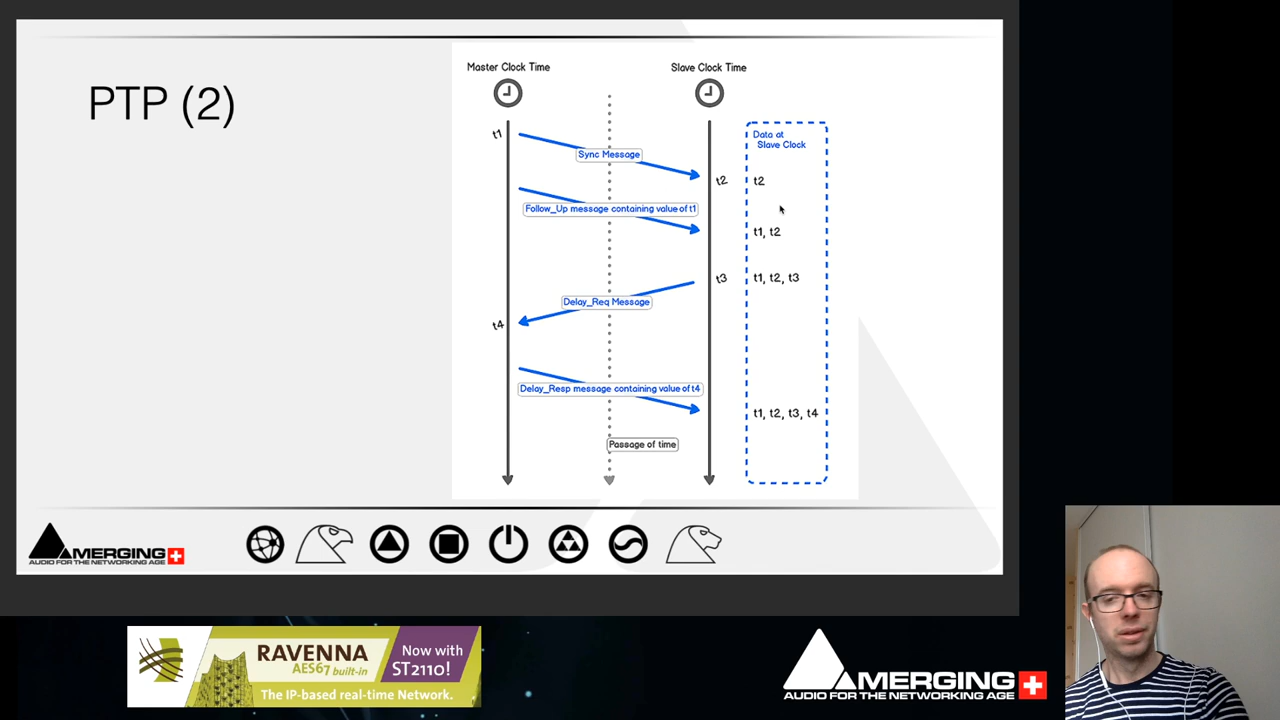 PTP (2)
Master Clock Time
Slave Clock Time
t1
Sync Message
t2
Data at
Slave Clock
t2
Follow_Up message containing value of t1
t1, t2
t3
t1, t2, t3
Delay_Req Message
t4
Delay_Resp message containing value of t4
t1, t2, t3, t4
Passage of time
MERGING
AUDIO FOR THE NETWORKING AGE
RAVENNA
AES67 built-in
The IP-based real-time Network.
Now with
ST2110!
MERGING
AUDIO FOR THE NETWORKING AGE